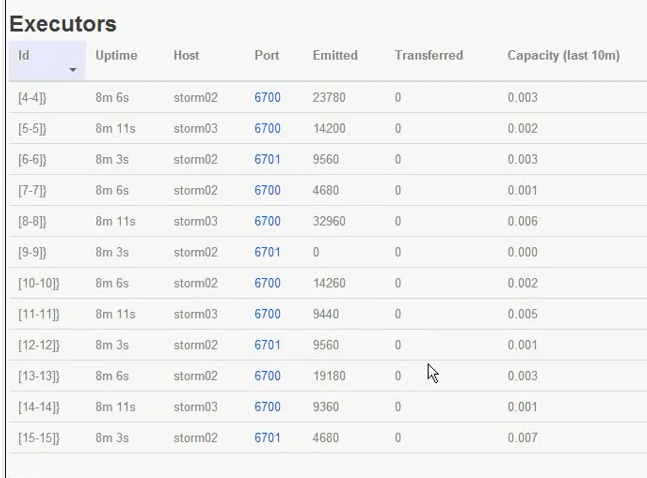 Executors
Id Uptime Host Port Emitted Transferred Capacity (last 10m)
[4-4]} 8m 6s storm02 6700 23780 0 0.003
[5-5]} 8m 11s storm03 6700 14200 0 0.002
[6-6]} 8m 3s storm02 6701 9560 0 0.003
[7-7]} 8m 6s storm02 6700 4680 0 0.001
[8-8]} 8m 11s storm03 6700 32960 0 0.006
[9-9]} 8m 3s storm02 6701 0 0 0.000
[10-10]} 8m 6s storm02 6700 14260 0 0.002
[11-11]} 8m 11s storm03 6700 9440 0 0.005
[12-12]} 8m 3s storm02 6701 9560 0 0.001
[13-13]} 8m 6s storm02 6700 19180 0 0.003
[14-14]} 8m 11s storm03 6700 9360 0 0.001
[15-15]} 8m 3s storm02 6701 4680 0 0.007